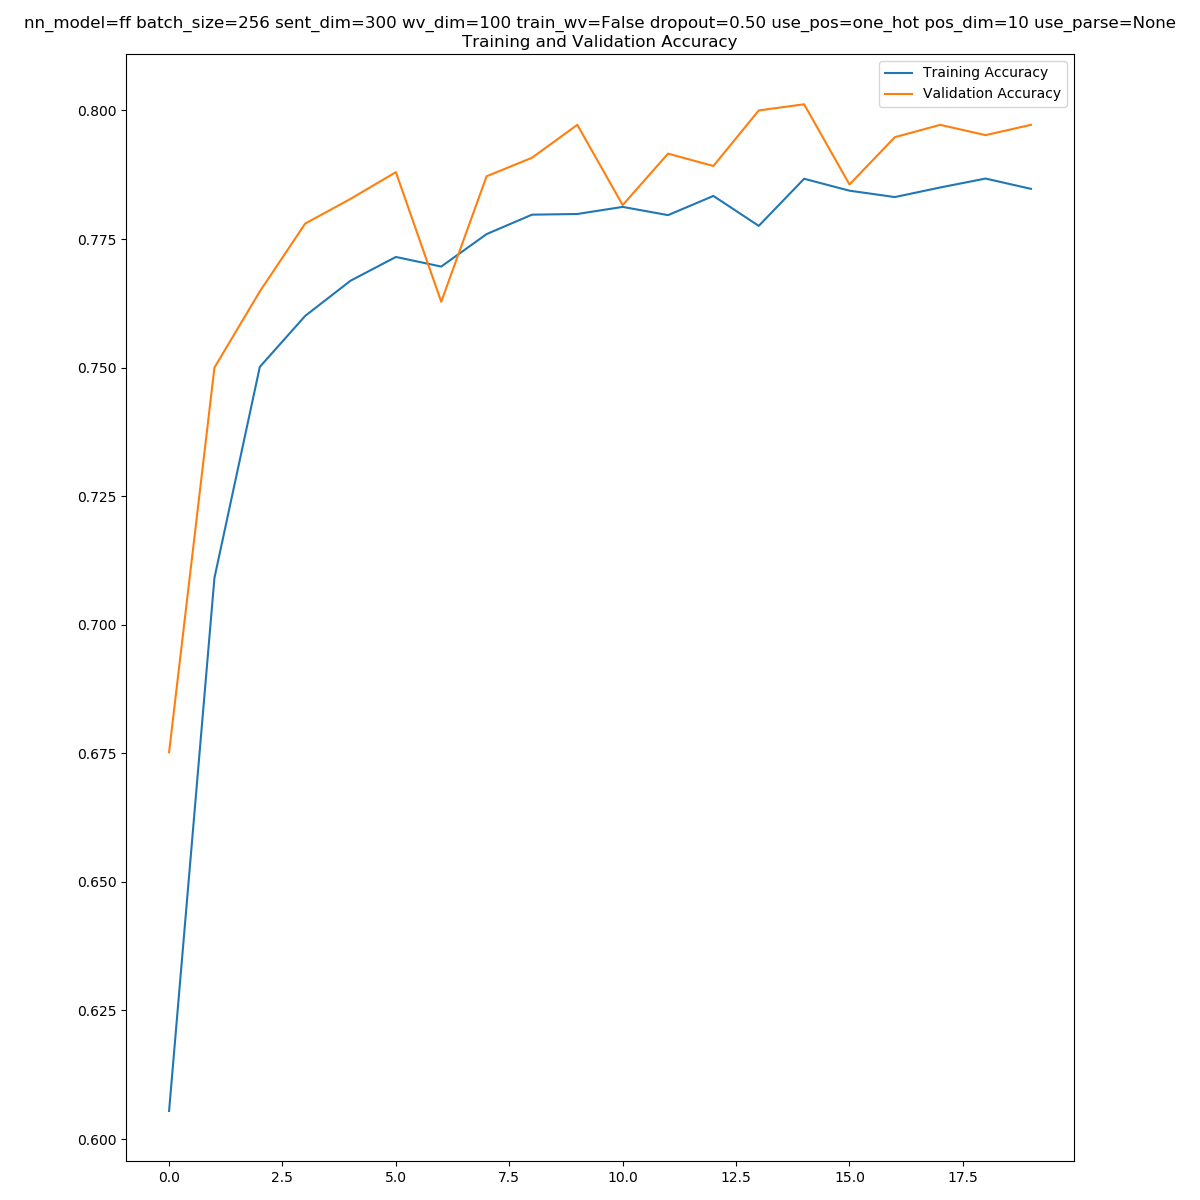 nn_model=ff batch_size=256 sent_dim=300 wv_dim=100 train_wv=False dropout=0.50 use_pos=one_hot pos_dim=10 use_parse=None
Training and Validation Accuracy
Training Accuracy
Validation Accuracy
0.800
0.775
0.750
0.725
0.700
0.675
0.650
0.625
0.600
0.0 2.5 5.0 7.5 10.0 12.5 15.0 17.5